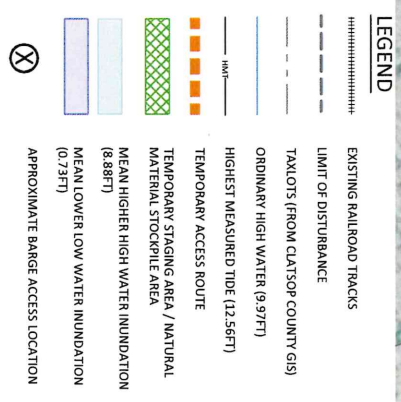 LEGEND
EXISTING RAILROAD TRACKS
LIMIT OF DISTURBANCE
TAXLOTS (FROM CLATSOP COUNTY GIS)
ORDINARY HIGH WATER (9.97FT)
HMT
HIGHEST MEASURED TIDE (12.56FT)
TEMPORARY ACCESS ROUTE
TEMPORARY STAGING AREA / NATURAL
MATERIAL STOCKPILE AREA
MEAN HIGHER HIGH WATER INUNDATION
(8.88FT)
MEAN LOWER LOW WATER INUNDATION
(0.73FT)
X
APPROXIMATE BARGE ACCESS LOCATION